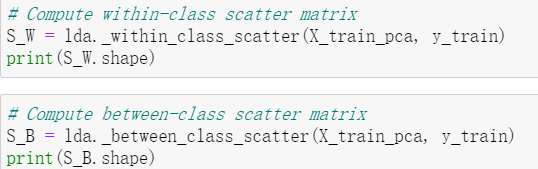 # Compute within-class scatter matrix
S_W = lda._within_class_scatter(X_train_pca, y_train)
print(S_W.shape)
# Compute between-class scatter matrix
S_B = lda._between_class_scatter(X_train_pca, y_train)
print(S_B.shape)